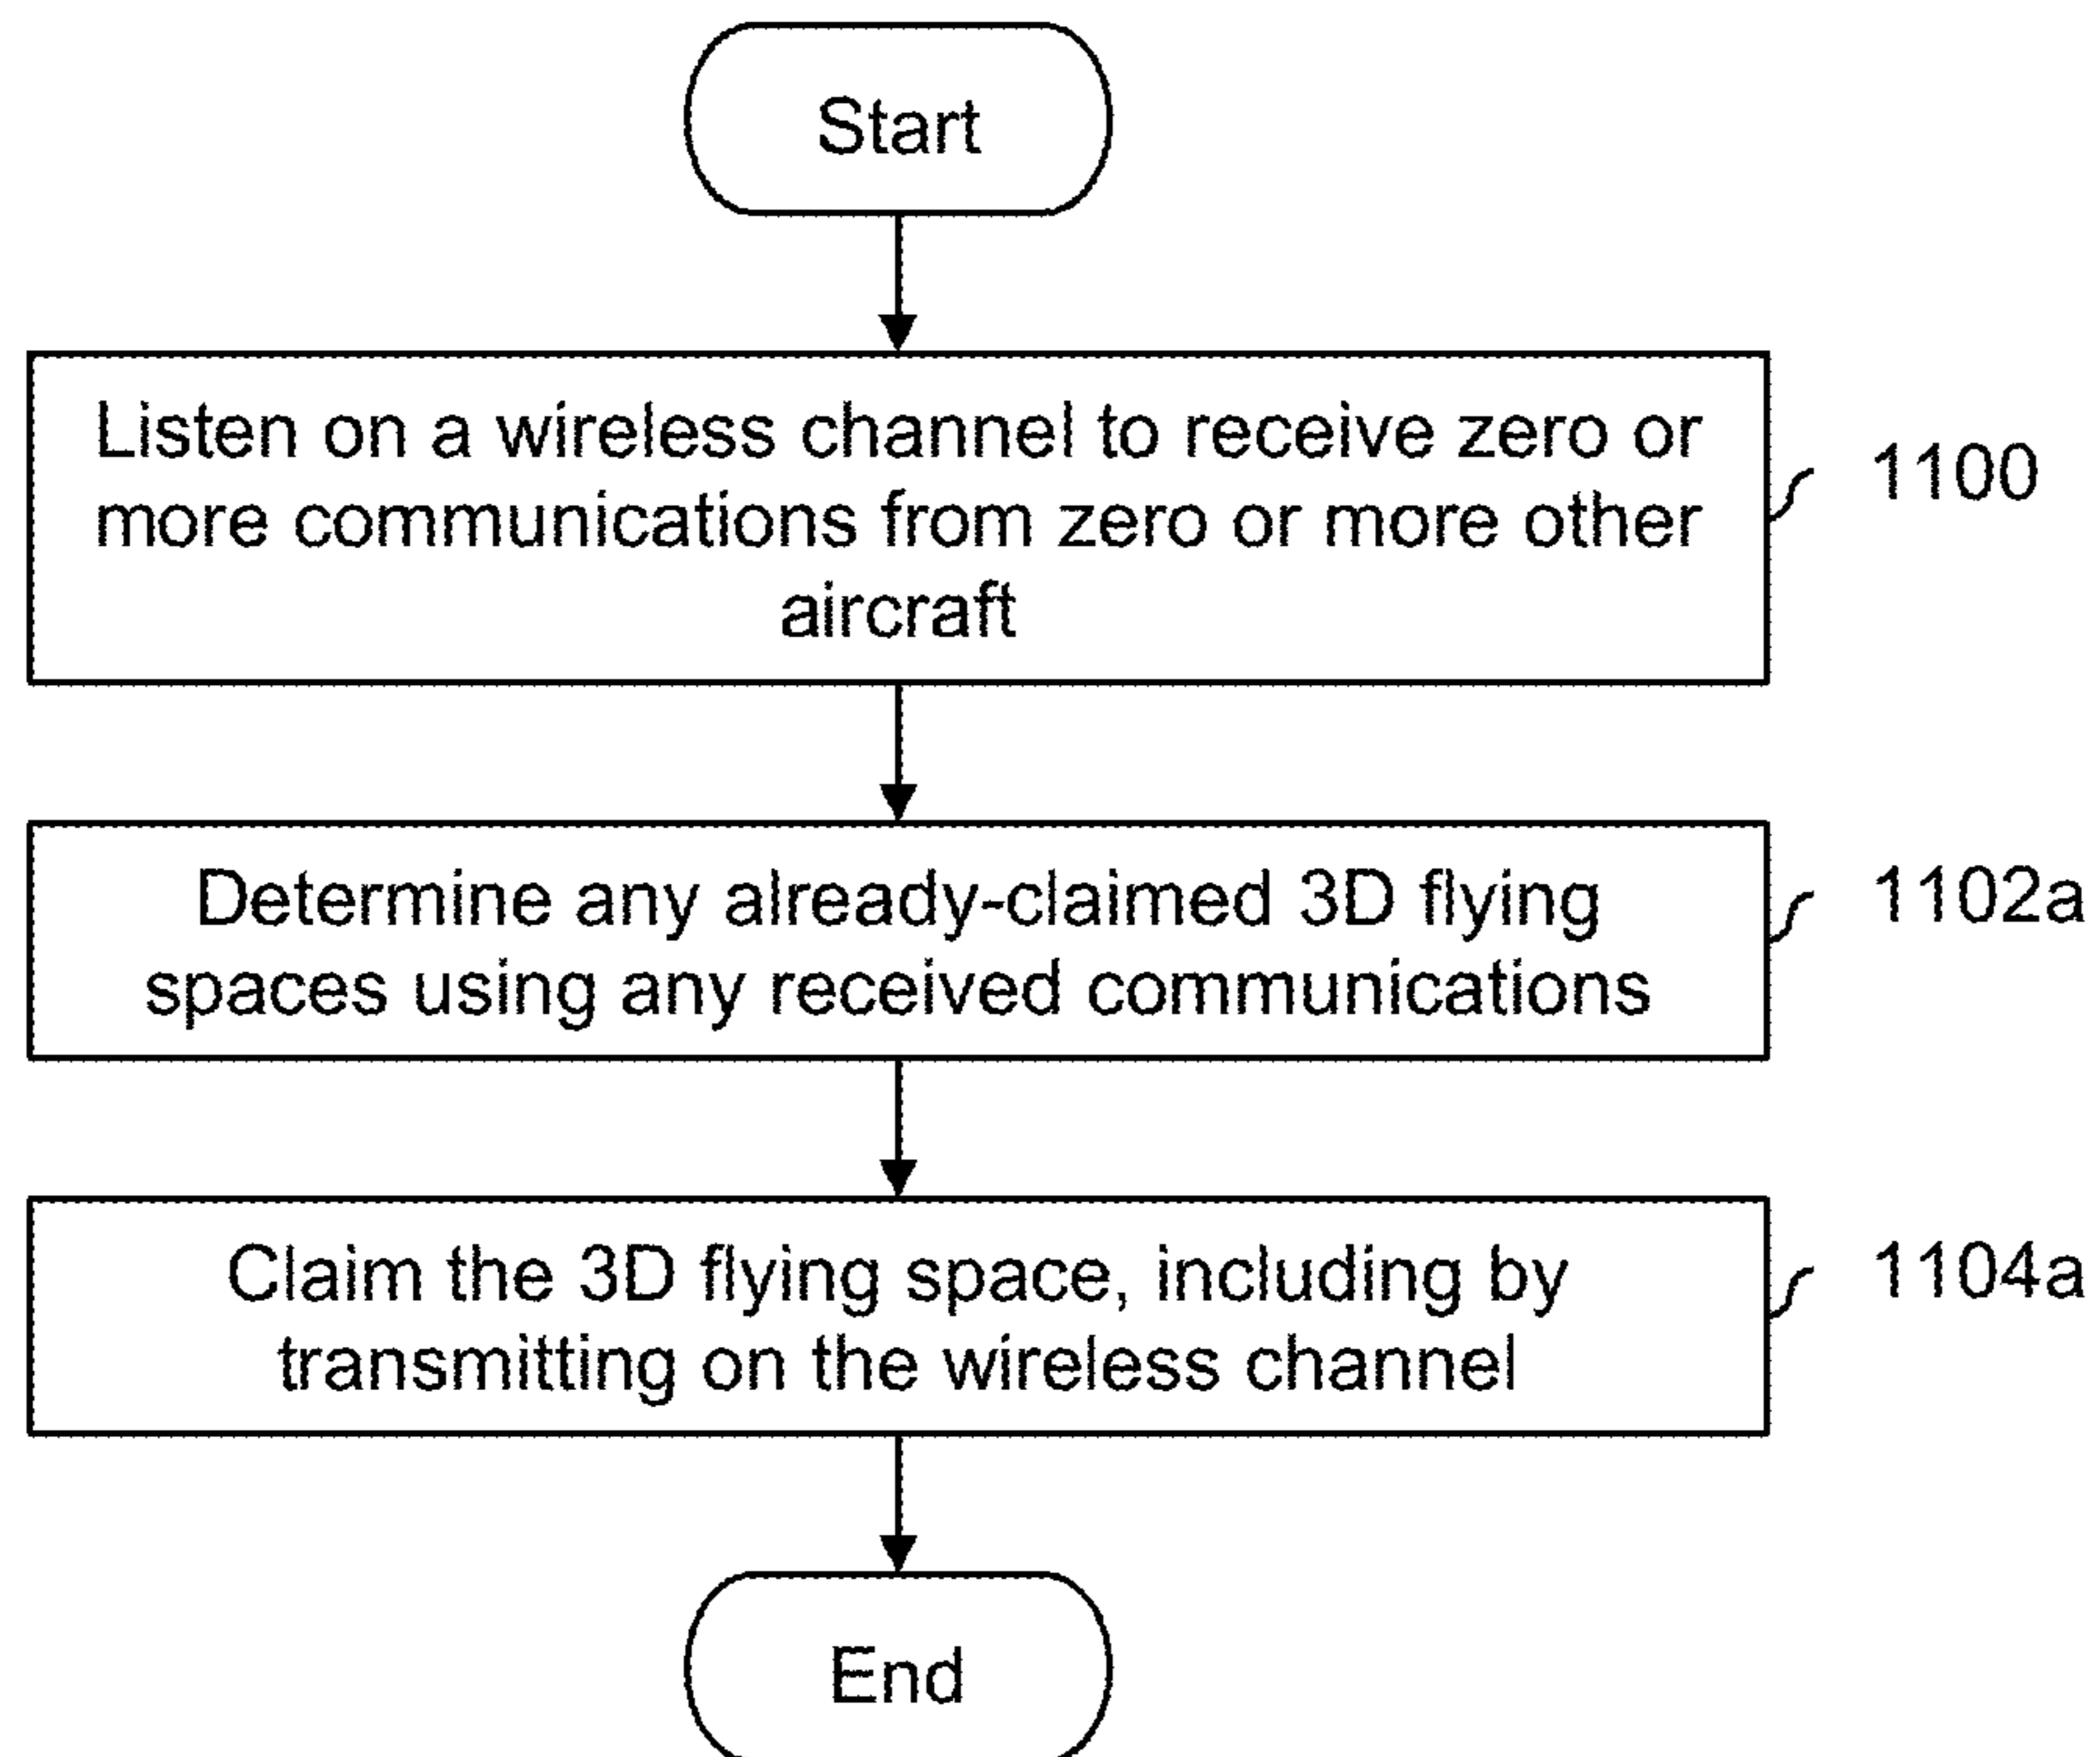 Start
Listen on a wireless channel to receive zero or
more communications from zero or more other
aircraft
1100
Determine any already-claimed 3D flying
spaces using any received communications
1102a
Claim the 3D flying space, including by
transmitting on the wireless channel
1104a
End